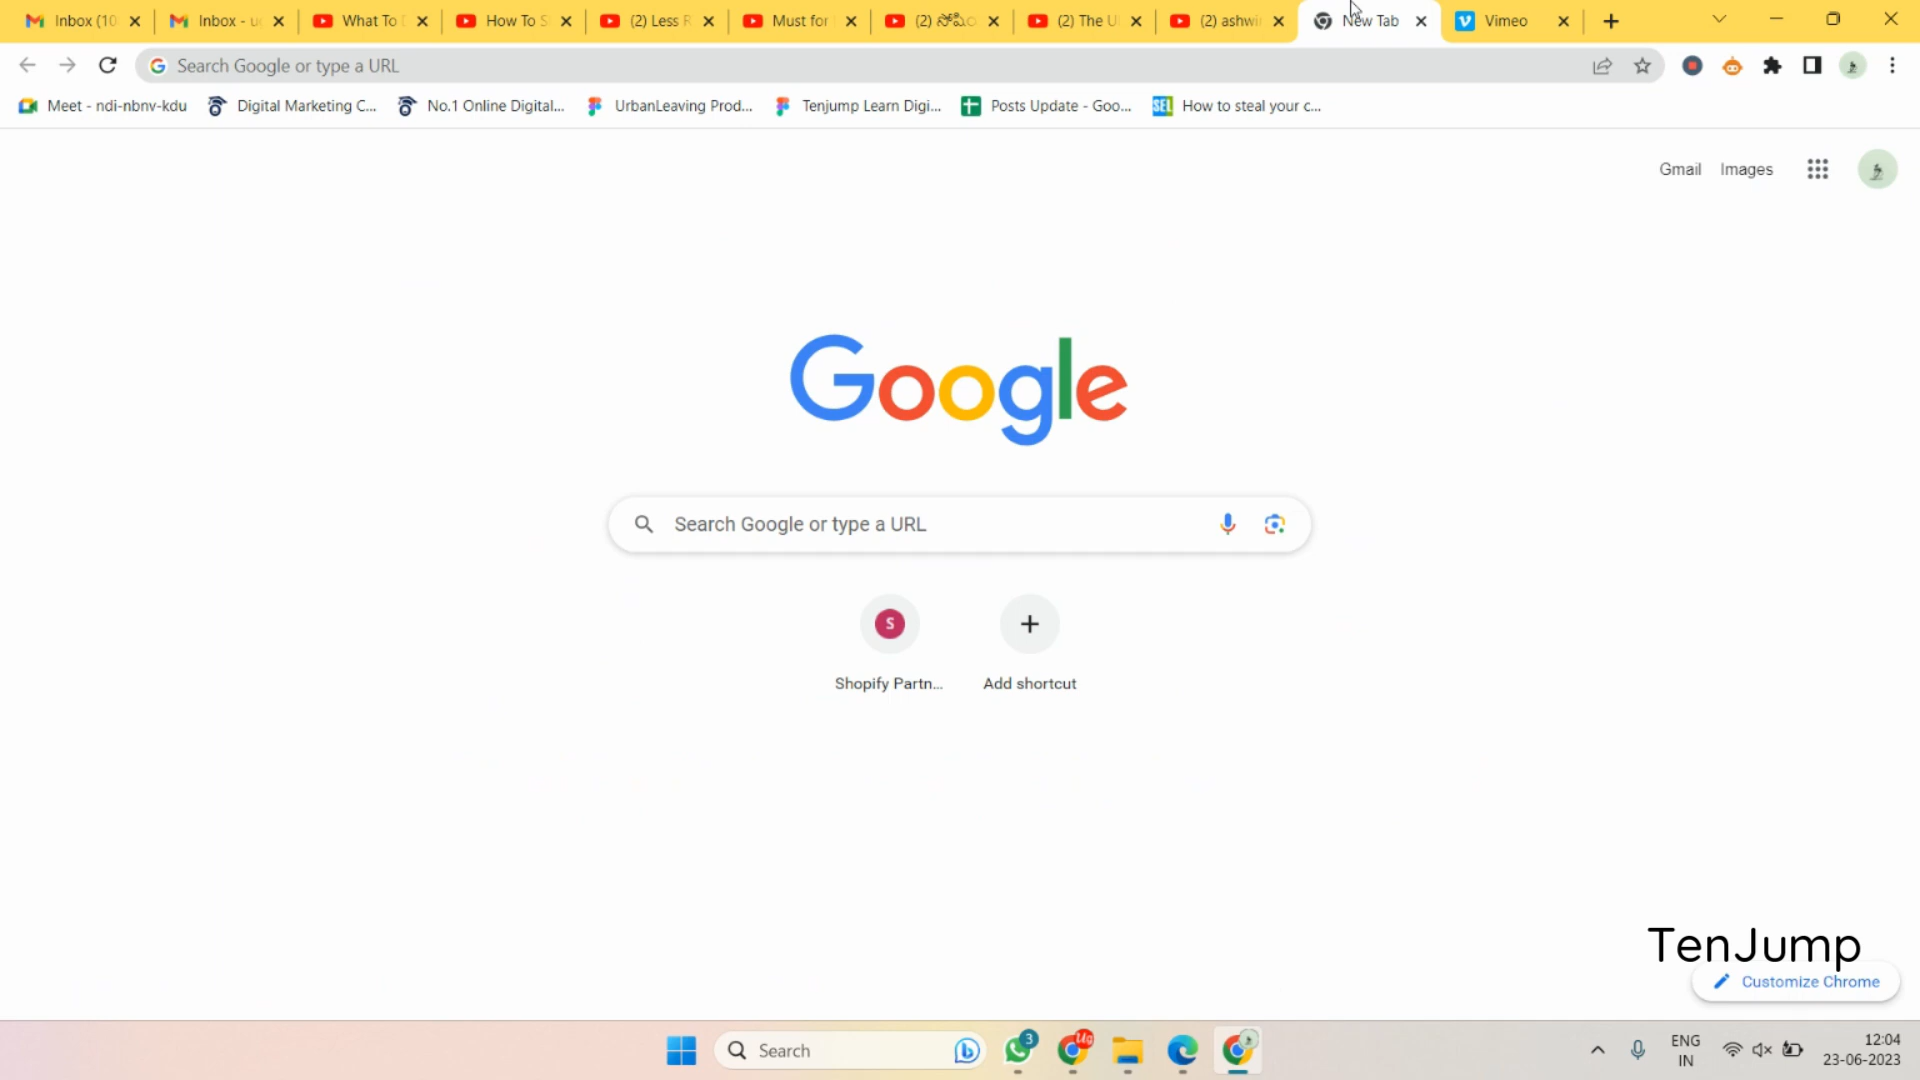 Inbox (10
Inbox - u
What To
How To S
(2) Less R
Must for
(2)
(2) The U
(2) ashwi
New Tab
Vimeo
Search Google or type a URL
Meet - ndi-nbnv-kdu
Digital Marketing C...
No.1 Online Digital...
UrbanLeaving Prod...
Tenjump Learn Digi...
Posts Update - Goo...
SEL
How to steal your c...
Gmail
Images
Google
Search Google or type a URL
S
Shopify Partn...
Add shortcut
TenJump
Customize Chrome
Search
3
Ug
ENG
IN
12:04
23-06-2023